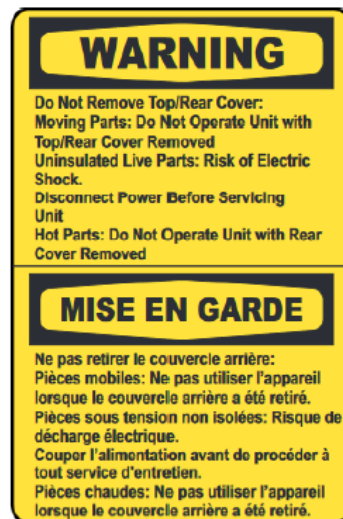 WARNING
Do Not Remove Top/Rear Cover:
Moving Parts: Do Not Operate Unit with
Top/Rear Cover Removed
Uninsulated Live Parts: Risk of Electric
Shock.
Disconnect Power Before Servicing
Unit
Hot Parts: Do Not Operate Unit with Rear
Cover Removed
MISE EN GARDE
Ne pas retirer le couvercle arrière:
Pièces mobiles: Ne pas utiliser l'appareil
lorsque le couvercle arrière a été retiré.
Pièces sous tension non isolées: Risque de
décharge électrique.
Couper l'alimentation avant de procéder à
tout service d'entretien.
Pièces chaudes: Ne pas utiliser l'appareil
lorsque le couvercle arrière a été retiré.